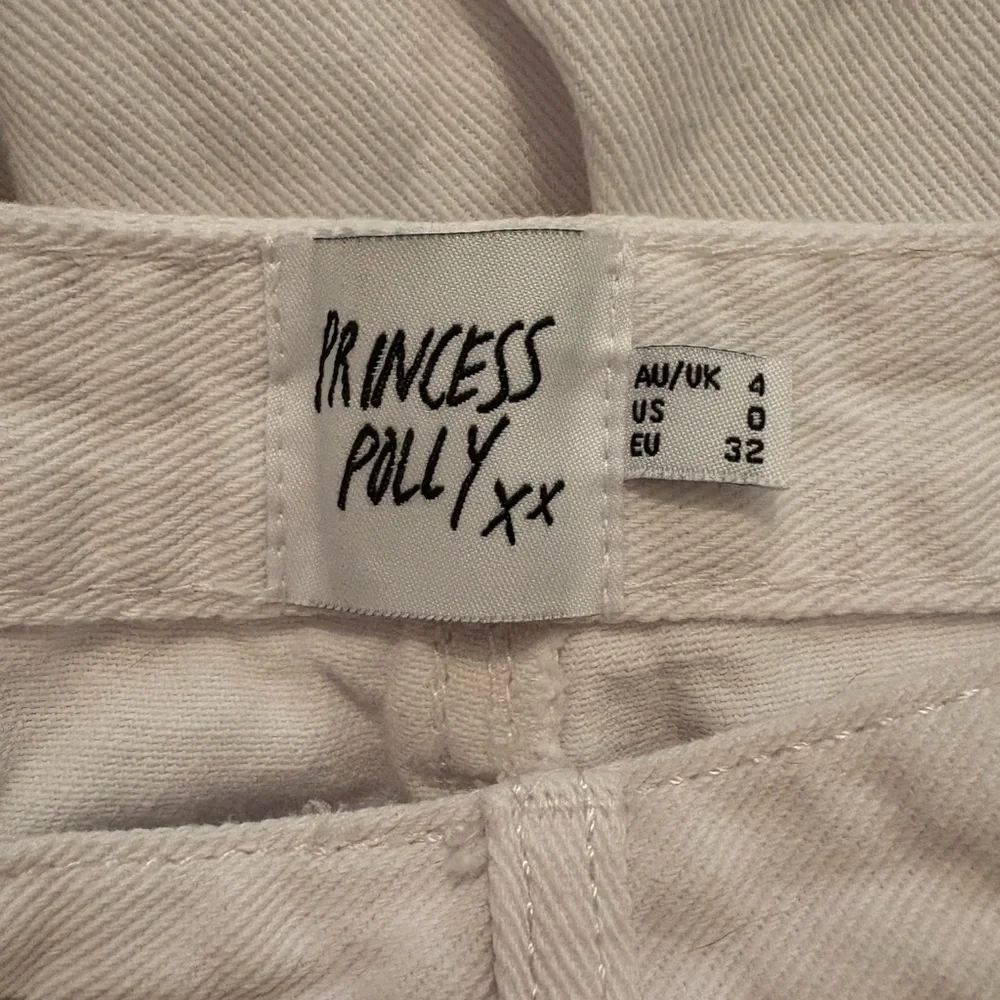 PRINCESS
POLLY xx
AU/UK 4
US 0
EU 32